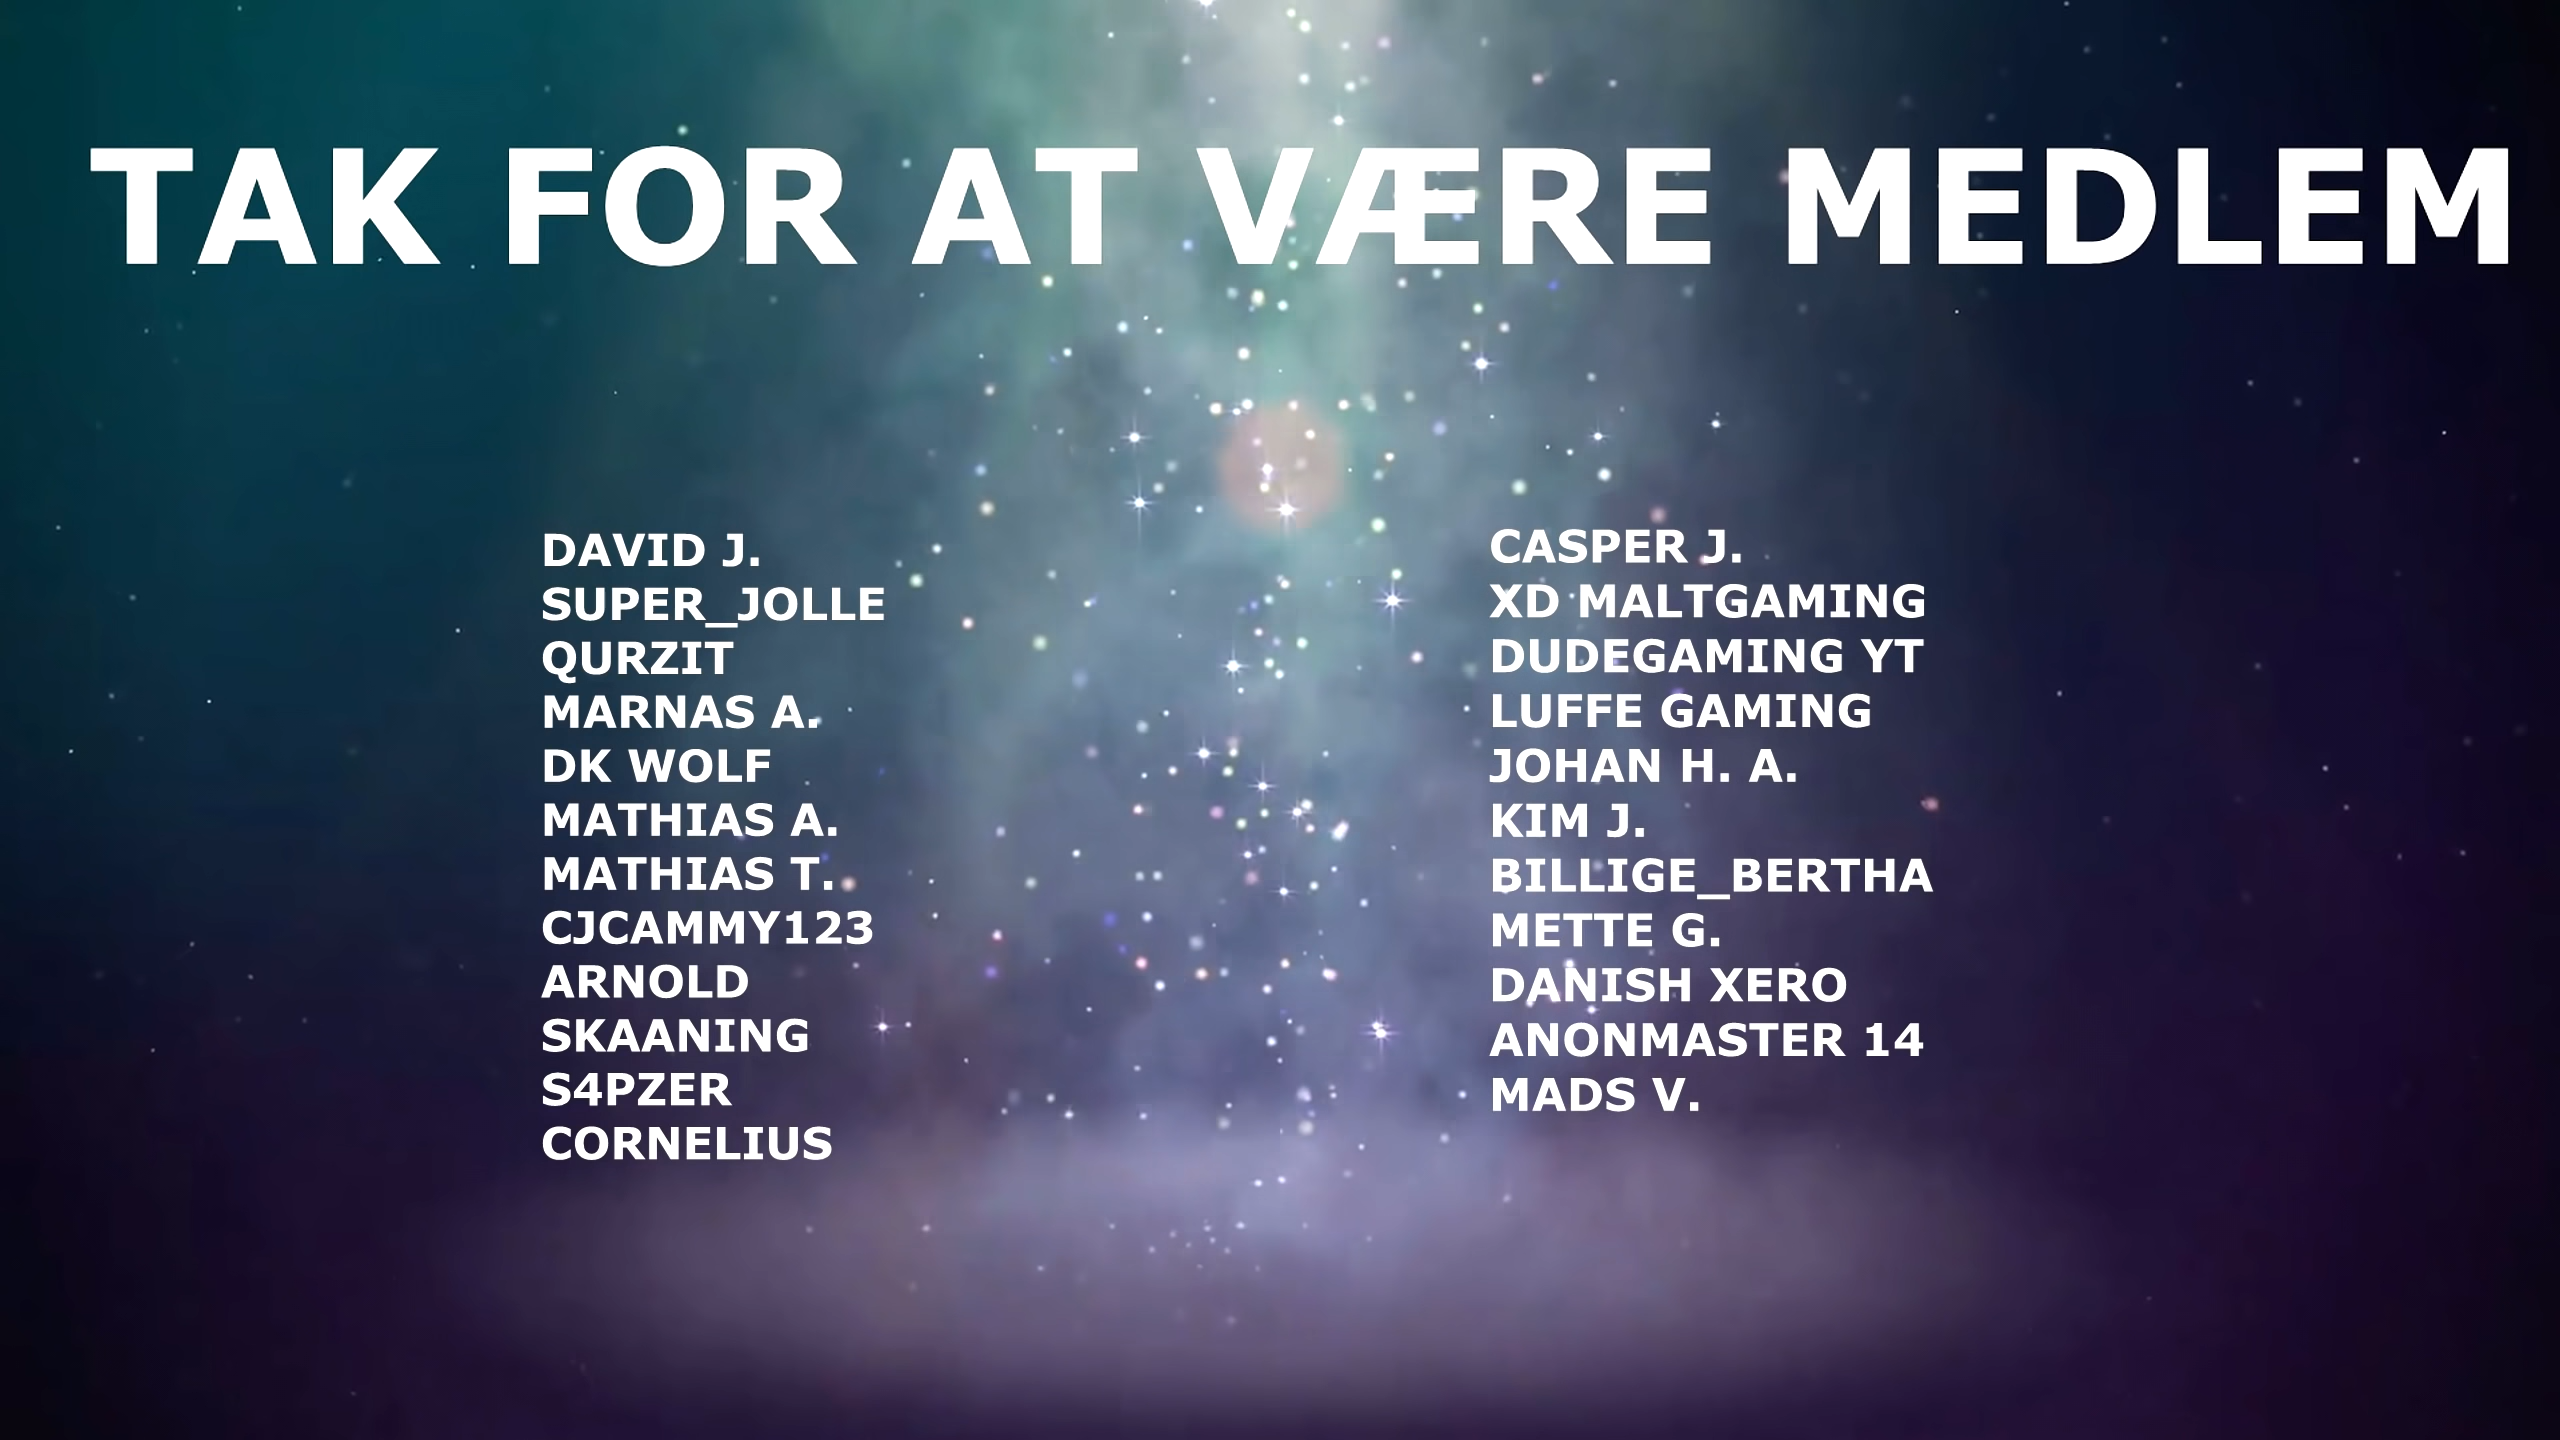 TAK FOR AT VÆRE MEDLEM
DAVID J.
SUPER_JOLLE
QURZIT
MARNAS A.
DK WOLF
MATHIAS A.
MATHIAS T.
CJCAMMY123
ARNOLD
SKAANING
S4PZER
CORNELIUS
CASPER J.
XD MALTGAMING
DUDEGAMING YT
LUFFE GAMING
JOHAN H. A.
KIM J.
BILLIGE_BERTHA
METTE G.
DANISH XERO
ANONMASTER 14
MADS V.